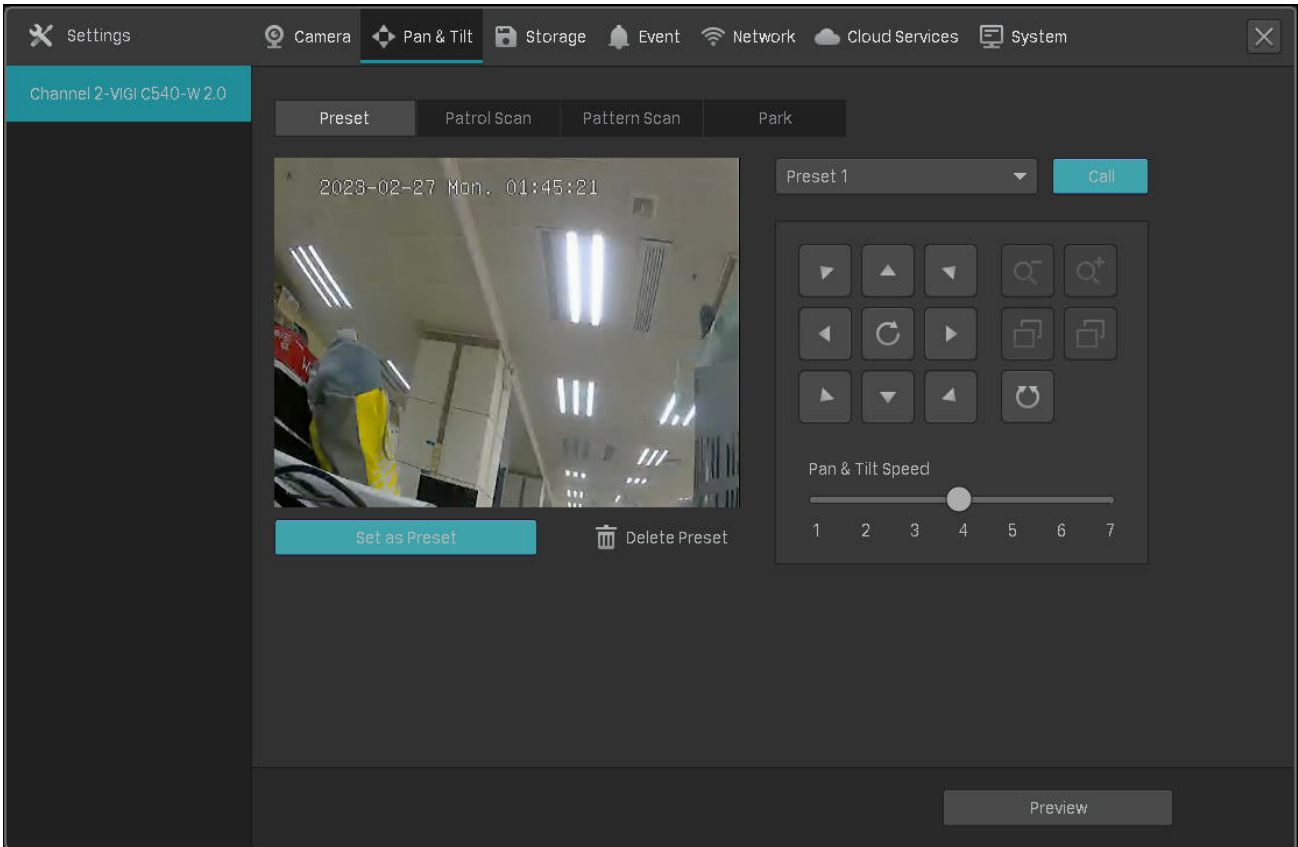 Settings
Camera Pan & Tilt Storage Event Network Cloud Services System
Channel 2-VIGI C540-W 2.0
Preset Patrol Scan Pattern Scan Park
2023-02-27 Mon. 01:45:21
Preset 1 Call
Pan & Tilt Speed
1 2 3 4 5 6 7
Set as Preset Delete Preset
Preview